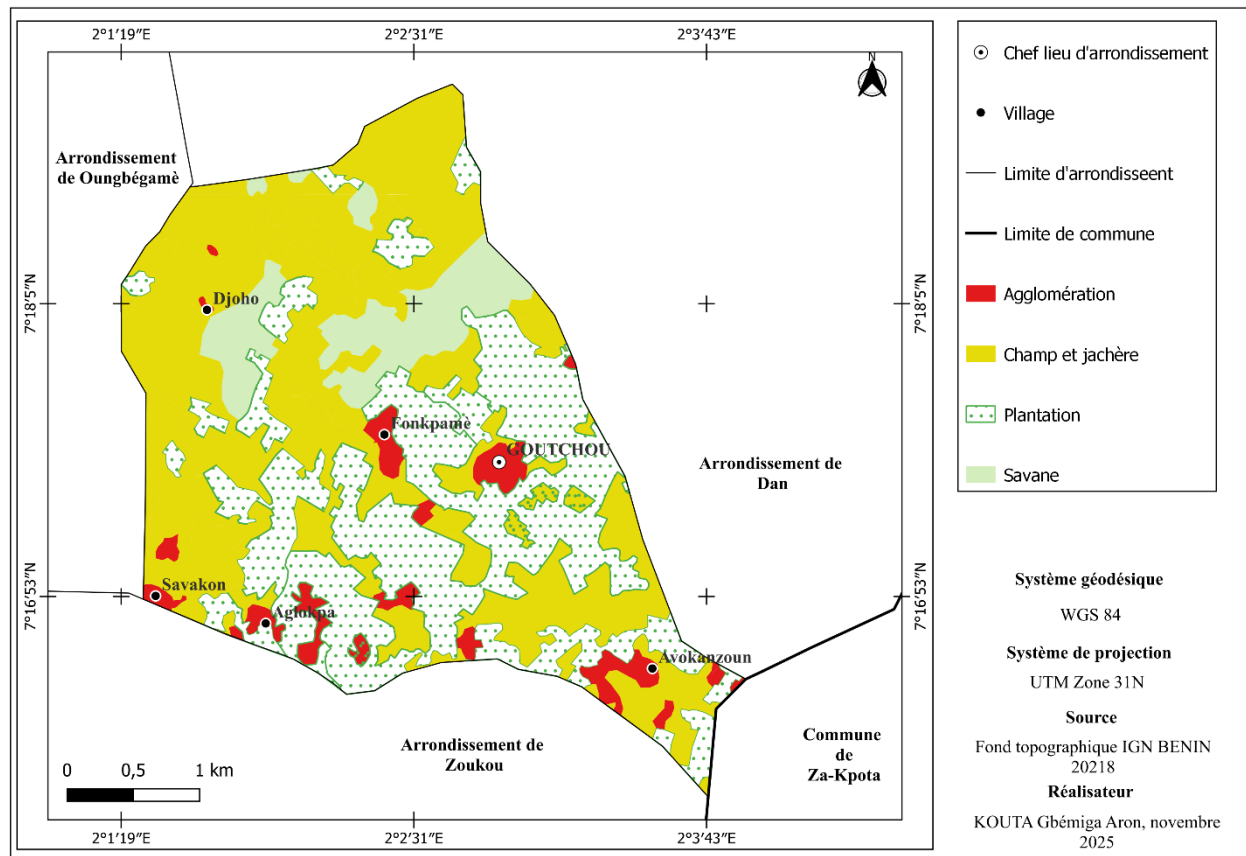 2°1'19"E
2°2'31"E
2°3'43"E
N
Arrondissement
de Oungbégamè
7°18'5"N
7°18'5"N
Djoho
Fonkpamè
GOUTCHOU
Arrondissement de
Dan
7°16'53"N
7°16'53"N
Savakon
Aglokpa
Avokanzoun
Arrondissement de
Zoukou
Commune
de
Za-Kpota
0 0,5 1 km
2°1'19"E
2°2'31"E
2°3'43"E
Chef lieu d'arrondissement
Village
Limite d'arrondisseent
Limite de commune
Agglomération
Champ et jachère
Plantation
Savane
Système géodésique
WGS 84
Système de projection
UTM Zone 31N
Source
Fond topographique IGN BENIN
20218
Réalisateur
KOUTA Gbémiga Aron, novembre
2025